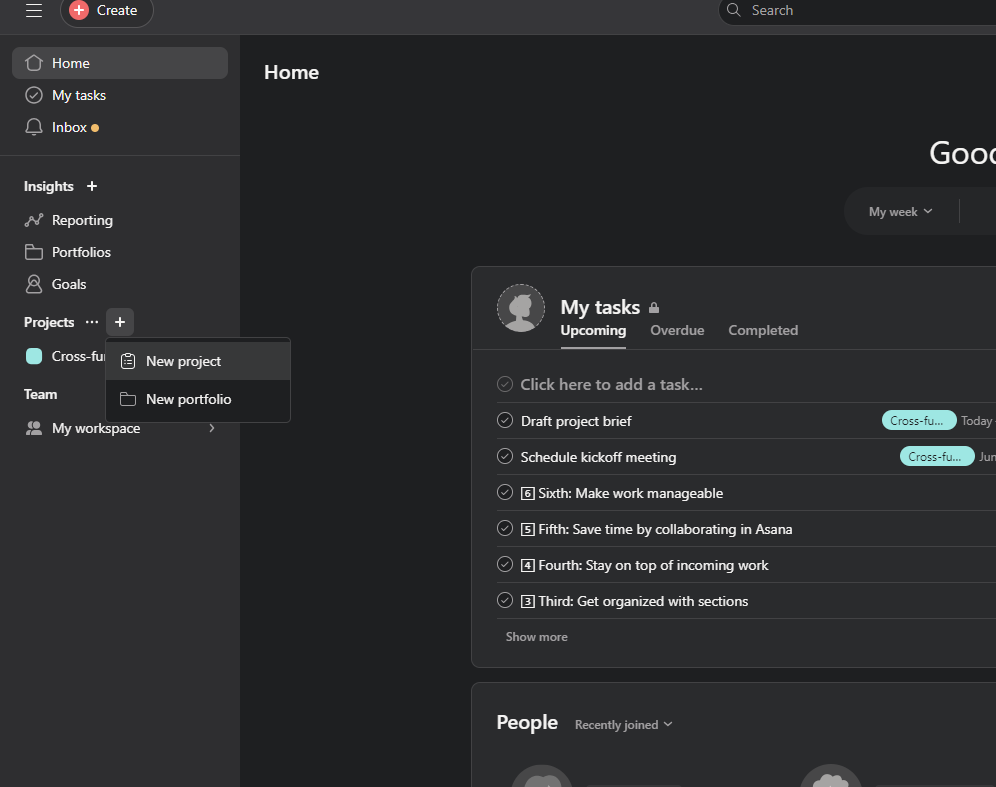 Create
Search
Home
My tasks
Inbox
Insights
Reporting
Portfolios
Goals
Projects
Cross-fu
New project
New portfolio
Team
My workspace
Home
Good
My week
My tasks
Upcoming Overdue Completed
Click here to add a task...
Draft project brief Cross-fu... Today
Schedule kickoff meeting Cross-fu... Jun
6 Sixth: Make work manageable
5 Fifth: Save time by collaborating in Asana
4 Fourth: Stay on top of incoming work
3 Third: Get organized with sections
Show more
People Recently joined